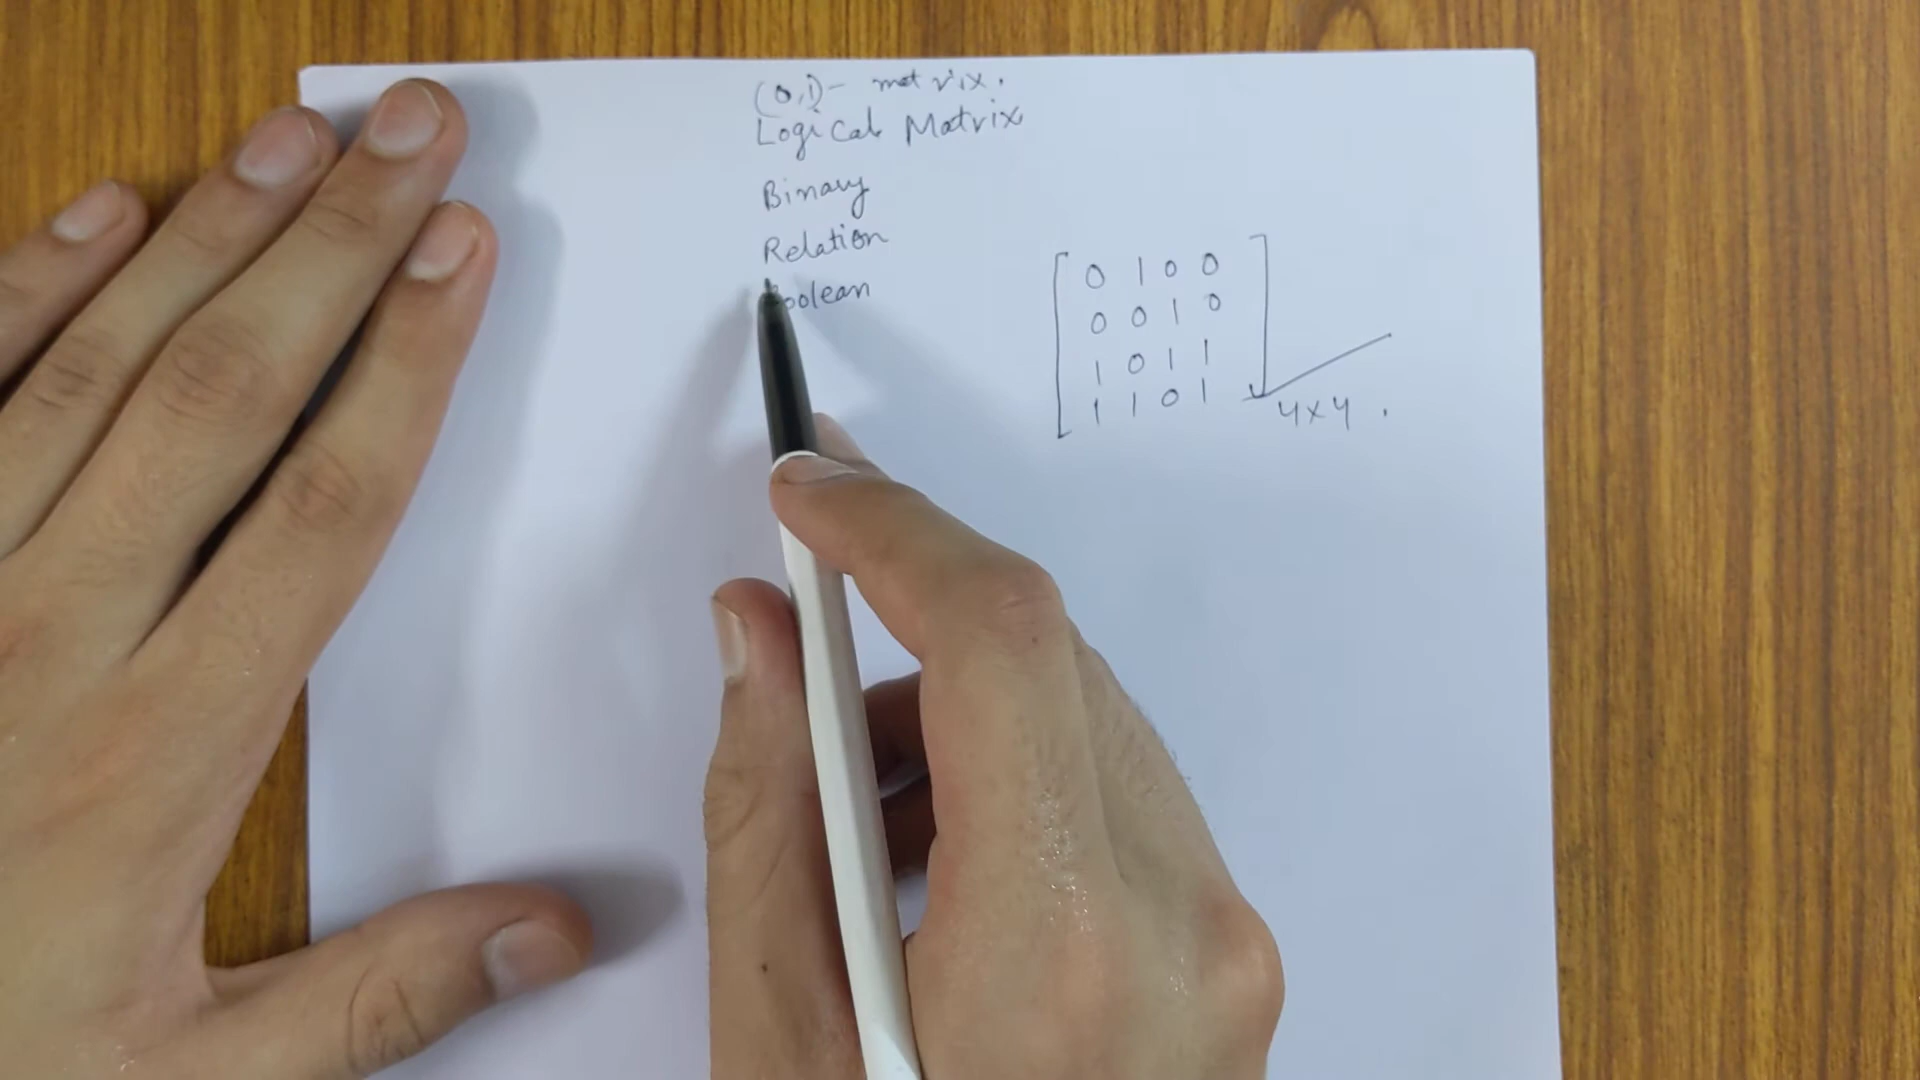 (0,1)- matrix.
Logical Matrix
Binary
Relation
Boolean
0 1 0 0
0 0 1 0
1 0 1 1
1 1 0 1
4x4 .